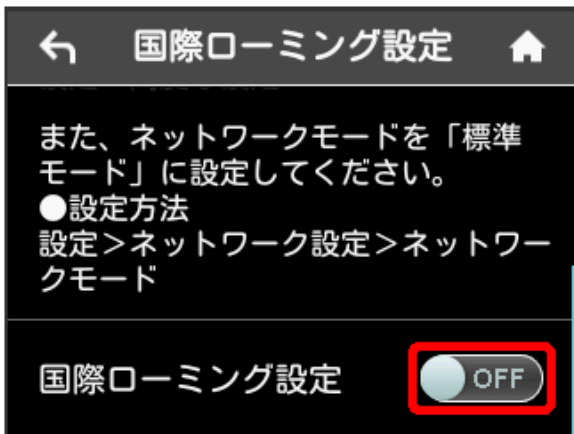 国際ローミング設定
また、ネットワークモードを「標準
モード」に設定してください。
●設定方法
設定＞ネットワーク設定＞ネットワー
クモード
国際ローミング設定
OFF